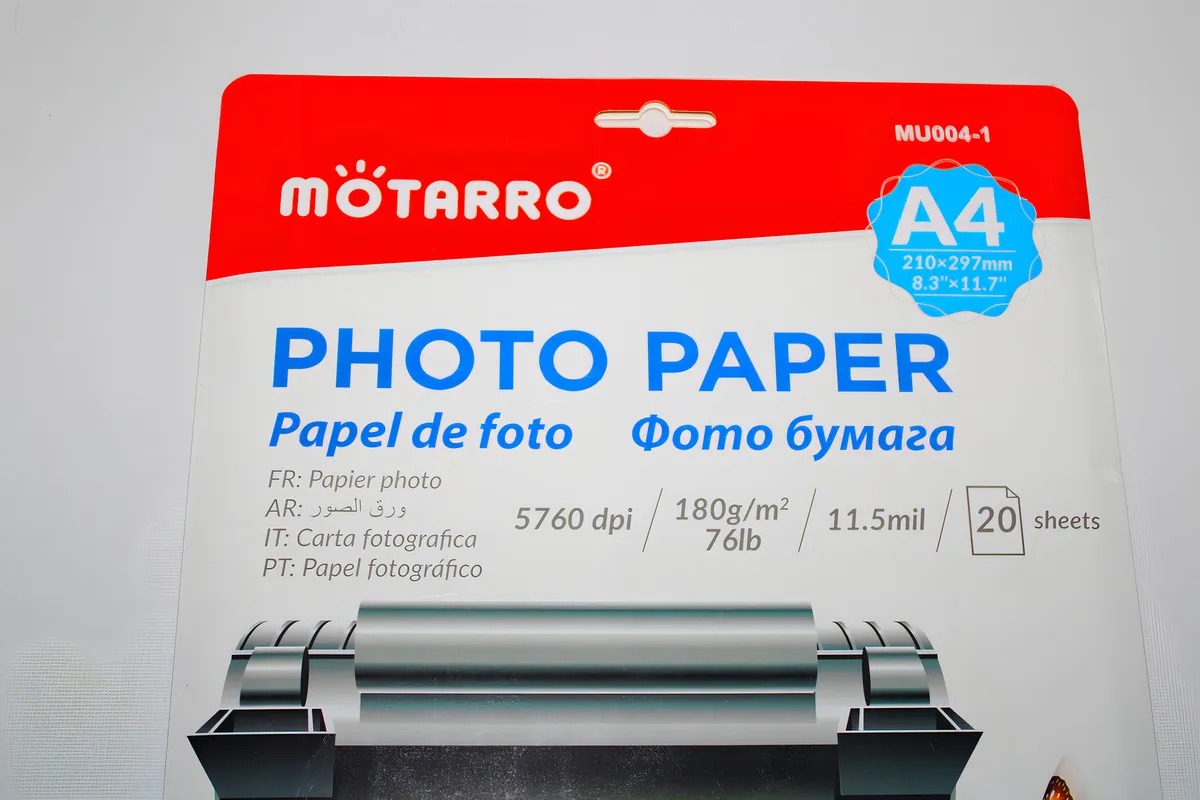 MU004-1
MOTARRO®
A4
210×297mm
8.3"×11.7"
PHOTO PAPER
Papel de foto Фото бумага
FR: Papier photo
AR: ورق الصور
IT: Carta fotografica
PT: Papel fotográfico
5760 dpi / 180g/m² 76lb / 11.5mil / 20 sheets